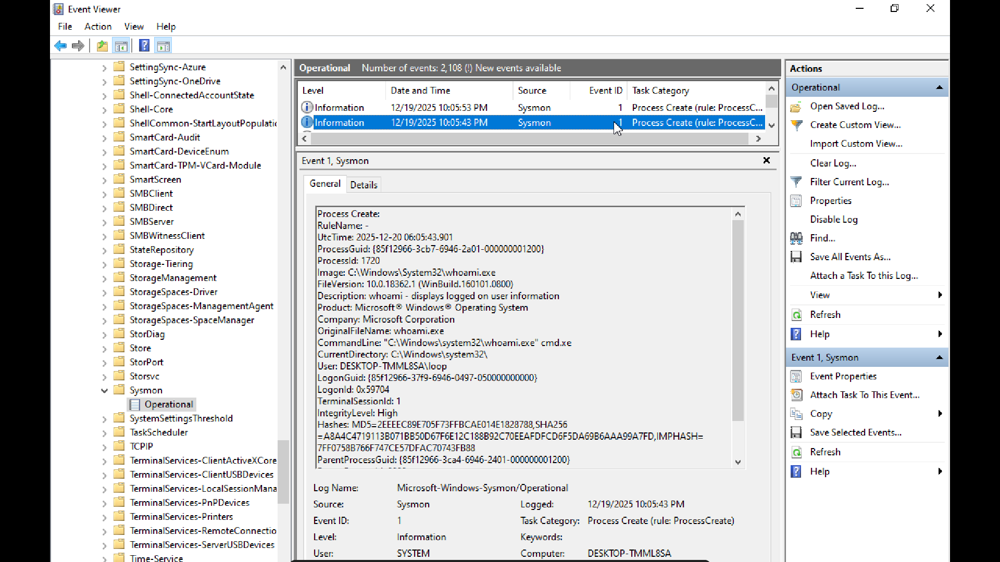 Event Viewer
File Action View Help
SettingSync-Azure
SettingSync-OneDrive
Shell-ConnectedAccountState
Shell-Core
ShellCommon-StartLayoutPopulatic
SmartCard-Audit
SmartCard-DeviceEnum
SmartCard-TPM-VCard-Module
SmartScreen
SMBClient
SMBDirect
SMBServer
SMBWitnessClient
StateRepository
Storage-Tiering
StorageManagement
StorageSpaces-Driver
StorageSpaces-ManagementAgent
StorageSpaces-SpaceManager
StorDiag
Store
StorPort
Storsvc
Sysmon
Operational
SystemSettingsThreshold
TaskScheduler
TCPIP
TerminalServices-ClientActiveXCore
TerminalServices-ClientUSBDevices
TerminalServices-LocalSessionMana
TerminalServices-PnPDevices
TerminalServices-Printers
TerminalServices-RemoteConnectio
TerminalServices-ServerUSBDevices
Time-Service
Operational Number of events: 2,108 (!) New events available
Level Date and Time Source Event ID Task Category
Information 12/19/2025 10:05:53 PM Sysmon 1 Process Create (rule: ProcessC...
Information 12/19/2025 10:05:43 PM Sysmon 1 Process Create (rule: ProcessC...
Event 1, Sysmon
General Details
Process Create:
RuleName: -
UtcTime: 2025-12-20 06:05:43.901
ProcessGuid: {85f12966-3cb7-6946-2a01-000000001200}
ProcessId: 1720
Image: C:\Windows\System32\whoami.exe
FileVersion: 10.0.18362.1 (WinBuild.160101.0800)
Description: whoami - displays logged on user information
Product: Microsoft® Windows® Operating System
Company: Microsoft Corporation
OriginalFileName: whoami.exe
CommandLine: "C:\Windows\system32\whoami.exe" cmd.xe
CurrentDirectory: C:\Windows\system32\
User: DESKTOP-TMML8SA\loop
LogonGuid: {85f12966-37f9-6946-0497-050000000000}
LogonId: 0x59704
TerminalSessionId: 1
IntegrityLevel: High
Hashes: MD5=2EEEEC89E705F73FFBCAE014E1828788,SHA256
=A8A4C4719113B071BB50D67F6E12C188B92C70EEAFDFCD6F5DA69B6AAA99A7FD,IMPHASH=
7FF0758B766F747CE57DFAC70743FB88
ParentProcessGuid: {85f12966-3ca4-6946-2401-000000001200}
Log Name: Microsoft-Windows-Sysmon/Operational
Source: Sysmon Logged: 12/19/2025 10:05:43 PM
Event ID: 1 Task Category: Process Create (rule: ProcessCreate)
Level: Information Keywords:
User: SYSTEM Computer: DESKTOP-TMML8SA
Actions
Operational
Open Saved Log...
Create Custom View...
Import Custom View...
Clear Log...
Filter Current Log...
Properties
Disable Log
Find...
Save All Events As...
Attach a Task To this Log...
View
Refresh
Help
Event 1, Sysmon
Event Properties
Attach Task To This Event...
Copy
Save Selected Events...
Refresh
Help